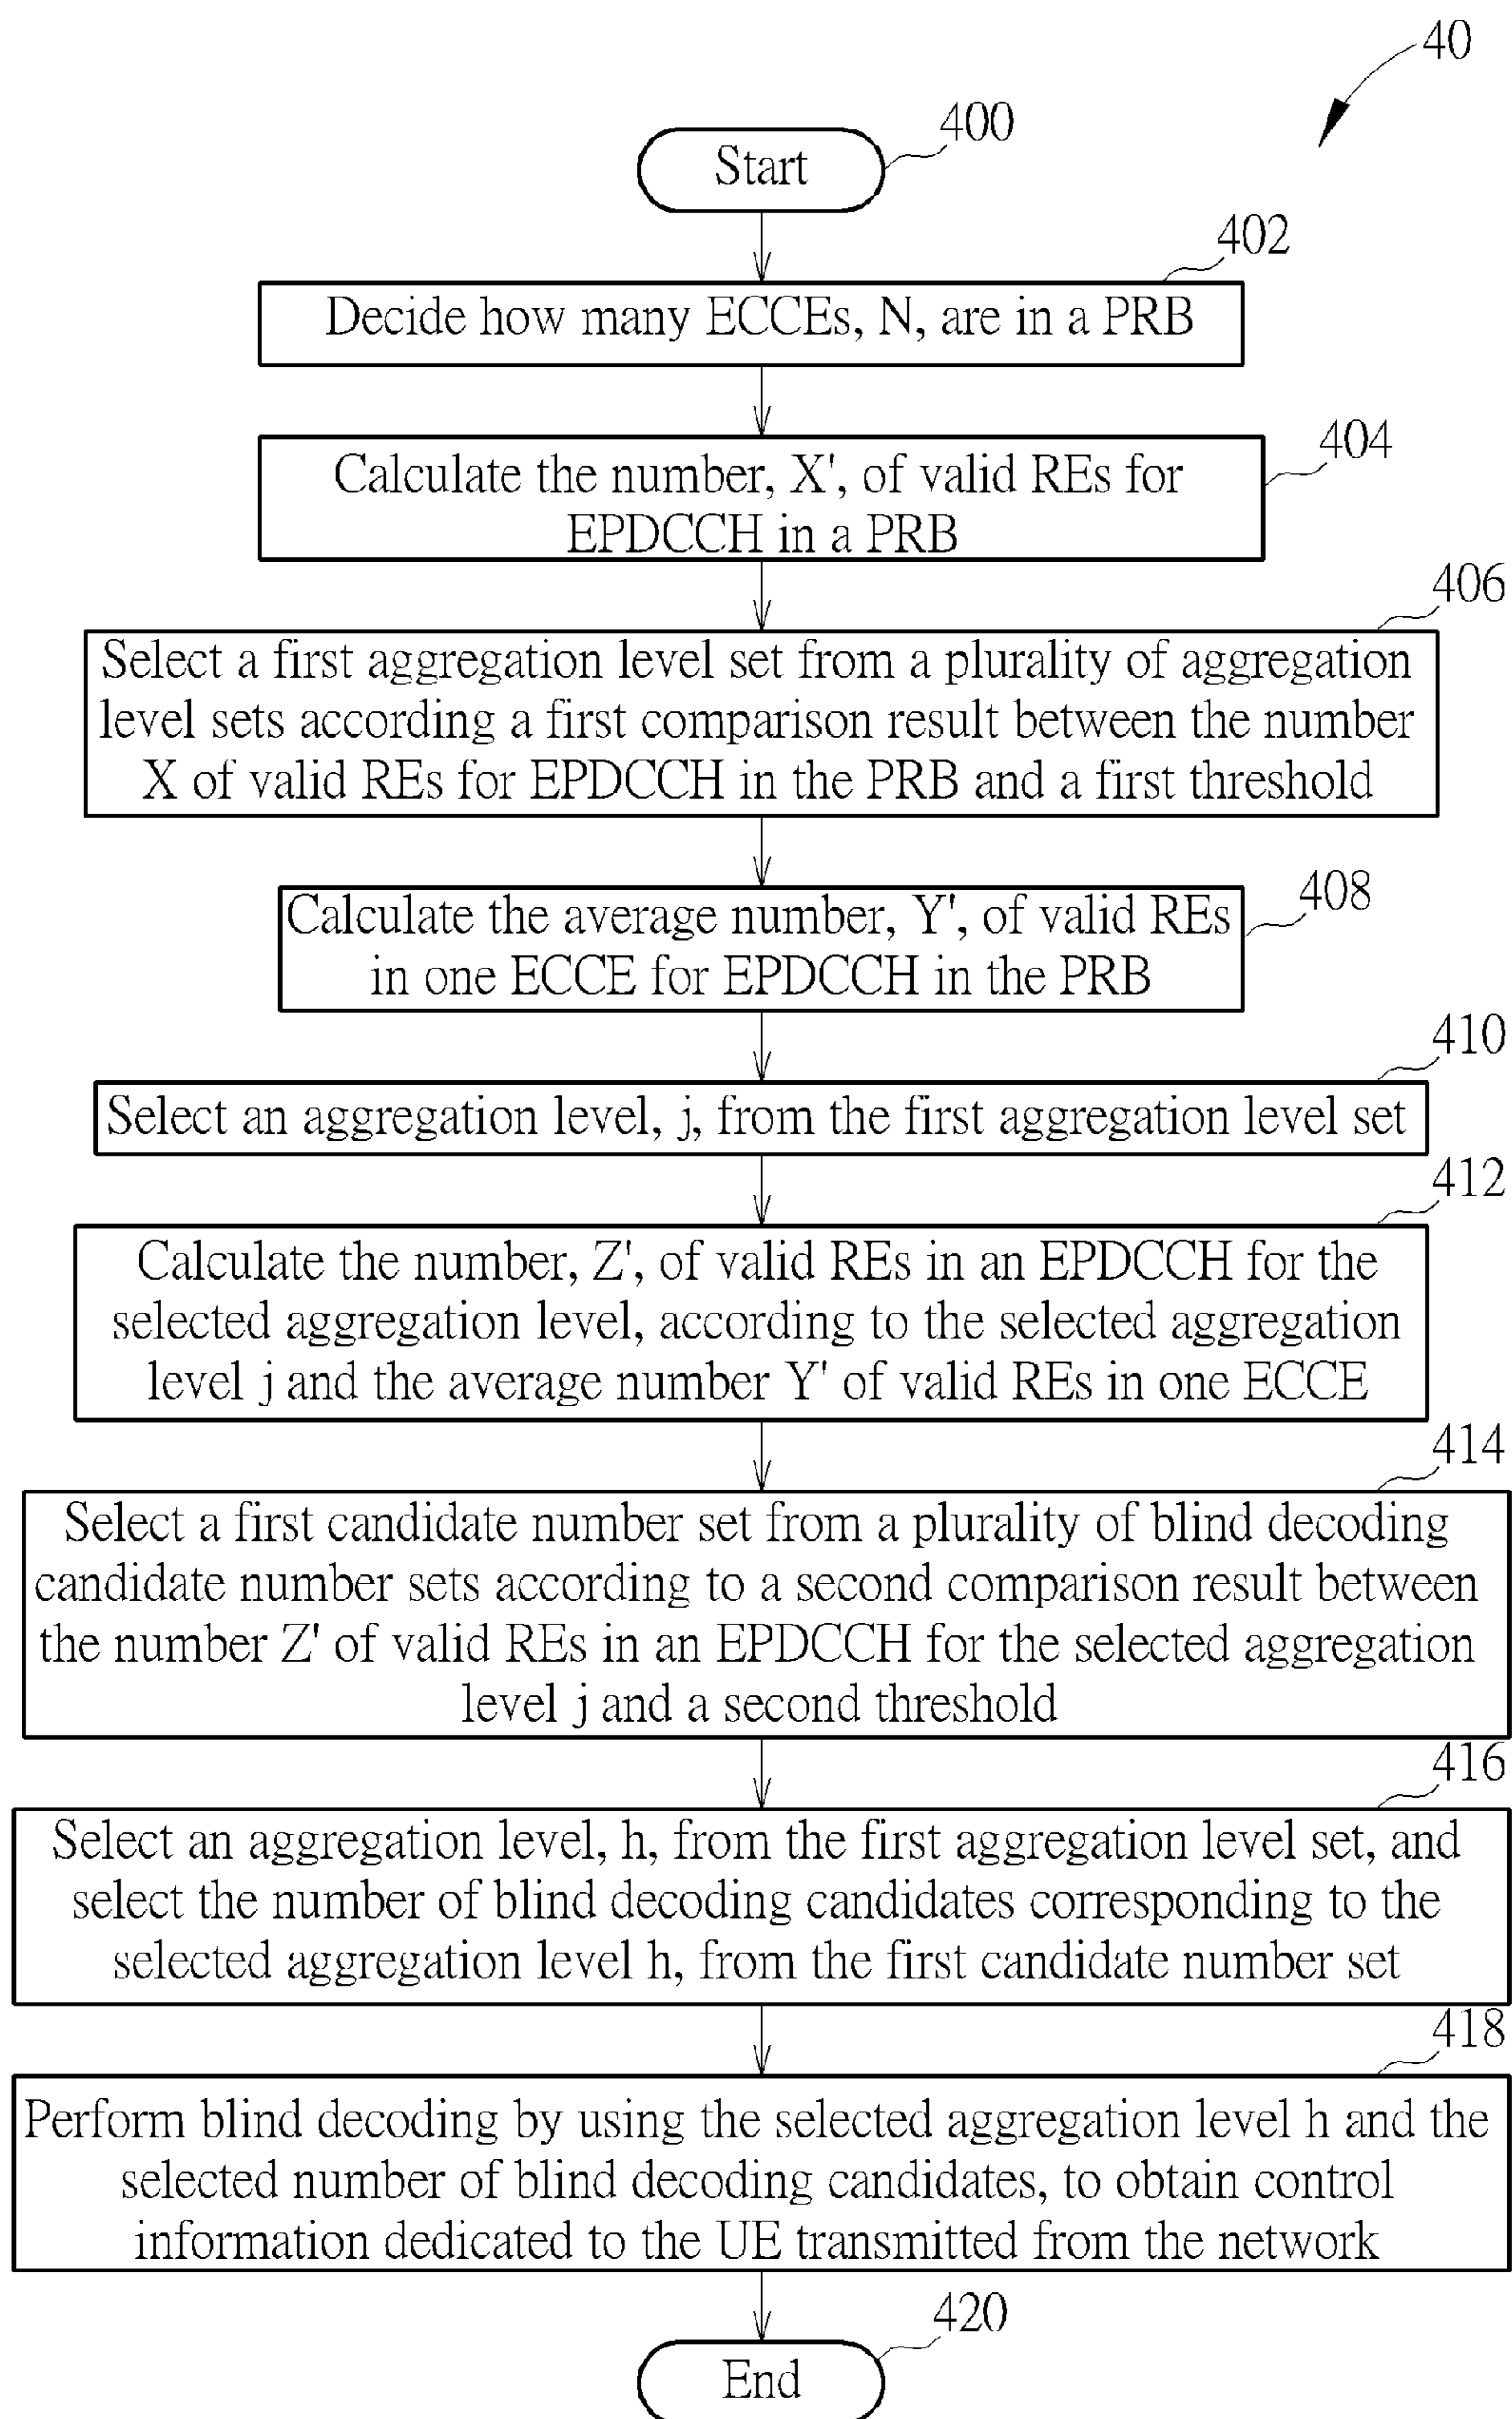 40
400
Start
402
Decide how many ECCEs, N, are in a PRB
404
Calculate the number, X', of valid REs for
EPDCCH in a PRB
406
Select a first aggregation level set from a plurality of aggregation
level sets according a first comparison result between the number
X of valid REs for EPDCCH in the PRB and a first threshold
408
Calculate the average number, Y', of valid REs
in one ECCE for EPDCCH in the PRB
410
Select an aggregation level, j, from the first aggregation level set
412
Calculate the number, Z', of valid REs in an EPDCCH for the
selected aggregation level, according to the selected aggregation
level j and the average number Y' of valid REs in one ECCE
414
Select a first candidate number set from a plurality of blind decoding
candidate number sets according to a second comparison result between
the number Z' of valid REs in an EPDCCH for the selected aggregation
level j and a second threshold
416
Select an aggregation level, h, from the first aggregation level set, and
select the number of blind decoding candidates corresponding to the
selected aggregation level h, from the first candidate number set
418
Perform blind decoding by using the selected aggregation level h and the
selected number of blind decoding candidates, to obtain control
information dedicated to the UE transmitted from the network
420
End